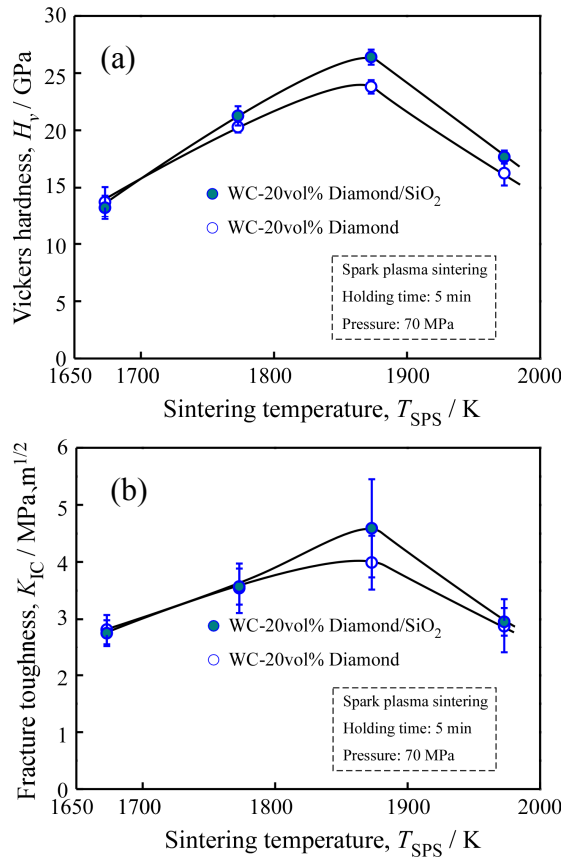 30
25
20
15
10
5
0
Vickers hardness, Hv / GPa
(a)
WC-20vol% Diamond/SiO2
WC-20vol% Diamond
Spark plasma sintering
Holding time: 5 min
Pressure: 70 MPa
1650 1700 1800 1900 2000
Sintering temperature, TSPS / K
6
5
4
3
2
1
0
Fracture toughness, KIC / MPa,m1/2
(b)
WC-20vol% Diamond/SiO2
WC-20vol% Diamond
Spark plasma sintering
Holding time: 5 min
Pressure: 70 MPa
1650 1700 1800 1900 2000
Sintering temperature, TSPS / K